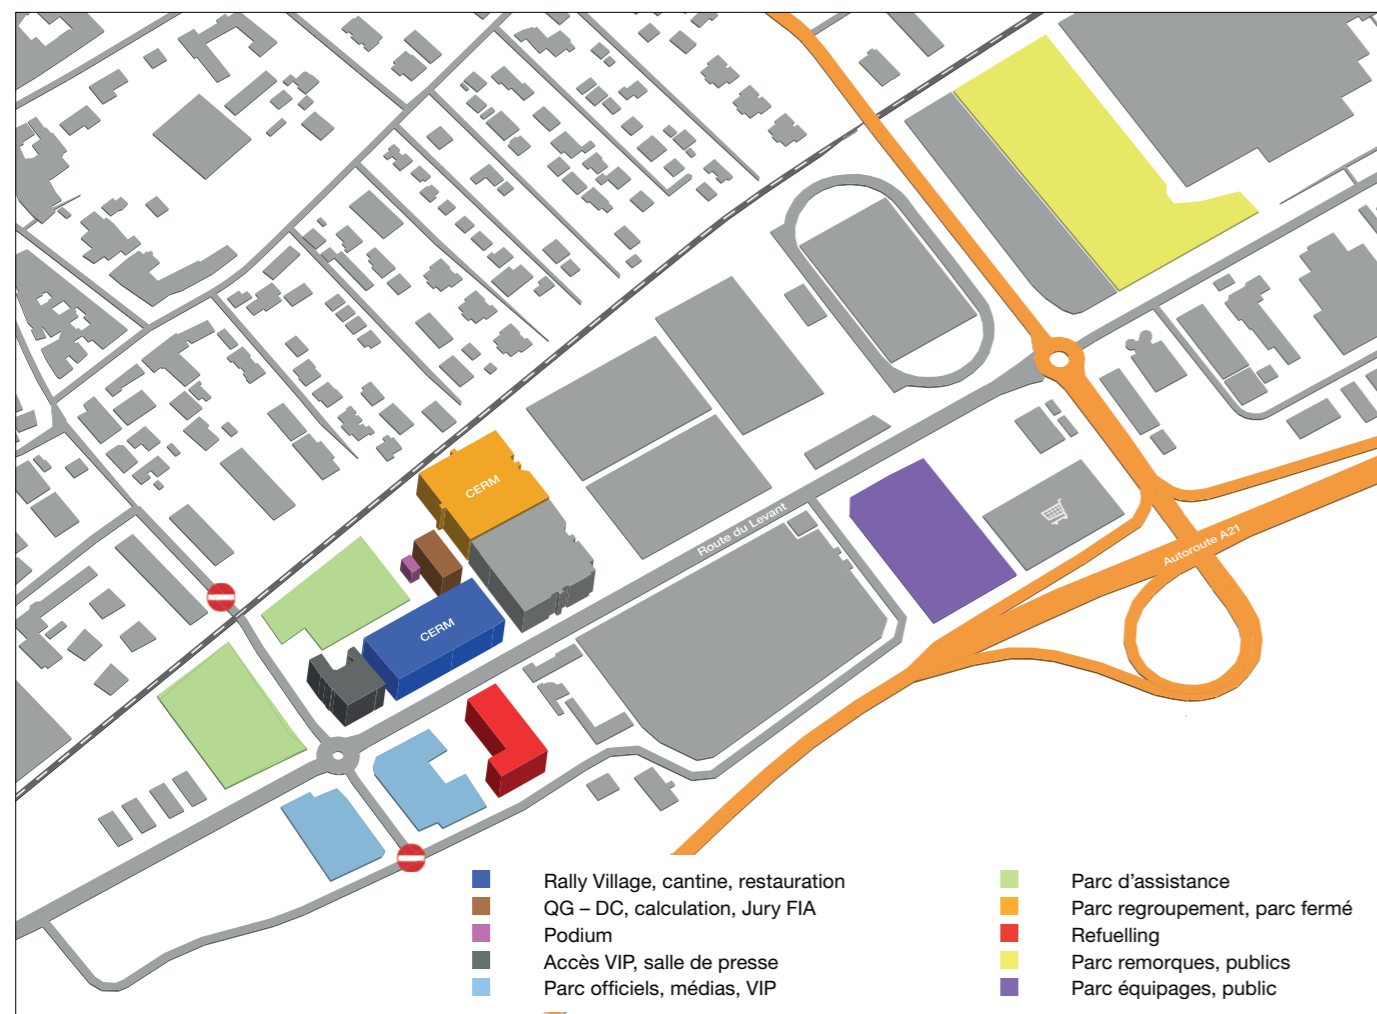 CERM
Route du Levant
Autoroute A21
CERM
Rally Village, cantine, restauration
QG – DC, calculation, Jury FIA
Podium
Accès VIP, salle de presse
Parc officiels, médias, VIP
Parc d'assistance
Parc regroupement, parc fermé
Refuelling
Parc remorques, publics
Parc équipages, public